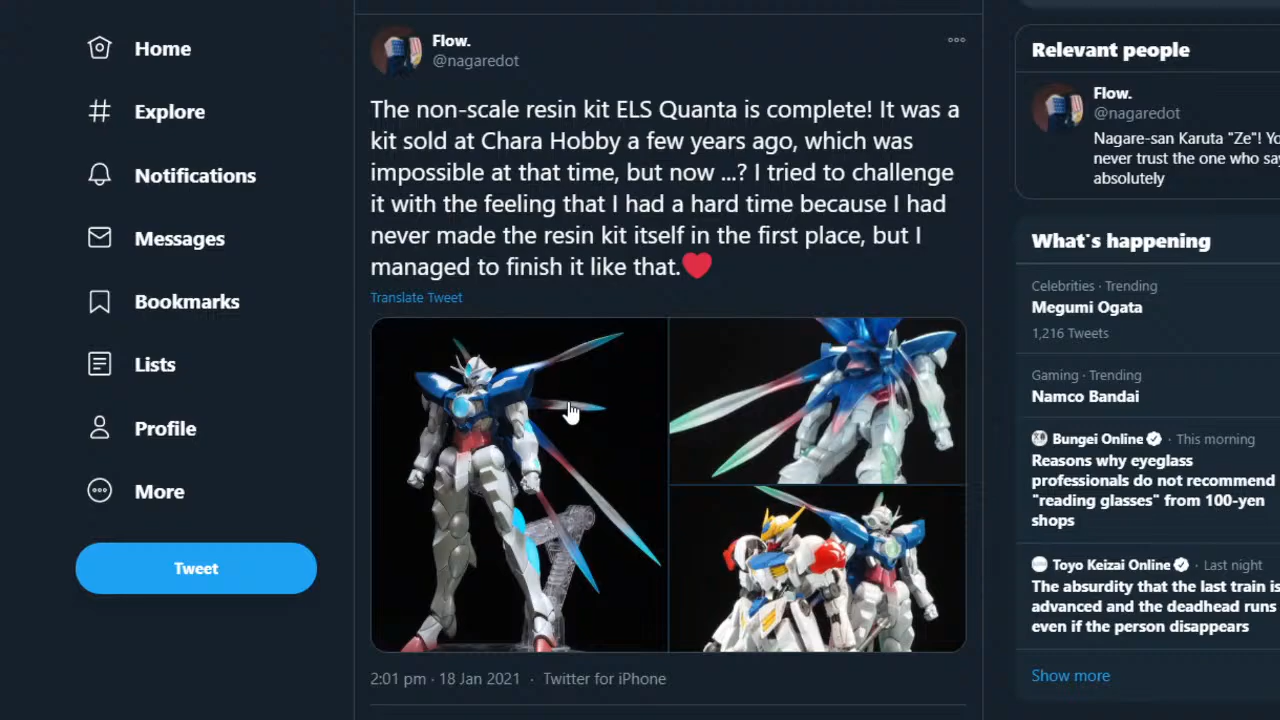 Home
Explore
Notifications
Messages
Bookmarks
Lists
Profile
More
Tweet
Flow.
@nagaredot
The non-scale resin kit ELS Quanta is complete! It was a
kit sold at Chara Hobby a few years ago, which was
impossible at that time, but now ...? I tried to challenge
it with the feeling that I had a hard time because I had
never made the resin kit itself in the first place, but I
managed to finish it like that.❤
Translate Tweet
2:01 pm · 18 Jan 2021 · Twitter for iPhone
Relevant people
Flow.
@nagaredot
Nagare-san Karuta "Ze"! Yo
never trust the one who say
absolutely
What's happening
Celebrities · Trending
Megumi Ogata
1,216 Tweets
Gaming · Trending
Namco Bandai
Bungei Online · This morning
Reasons why eyeglass
professionals do not recommend
"reading glasses" from 100-yen
shops
Toyo Keizai Online · Last night
The absurdity that the last train is
advanced and the deadhead runs
even if the person disappears
Show more